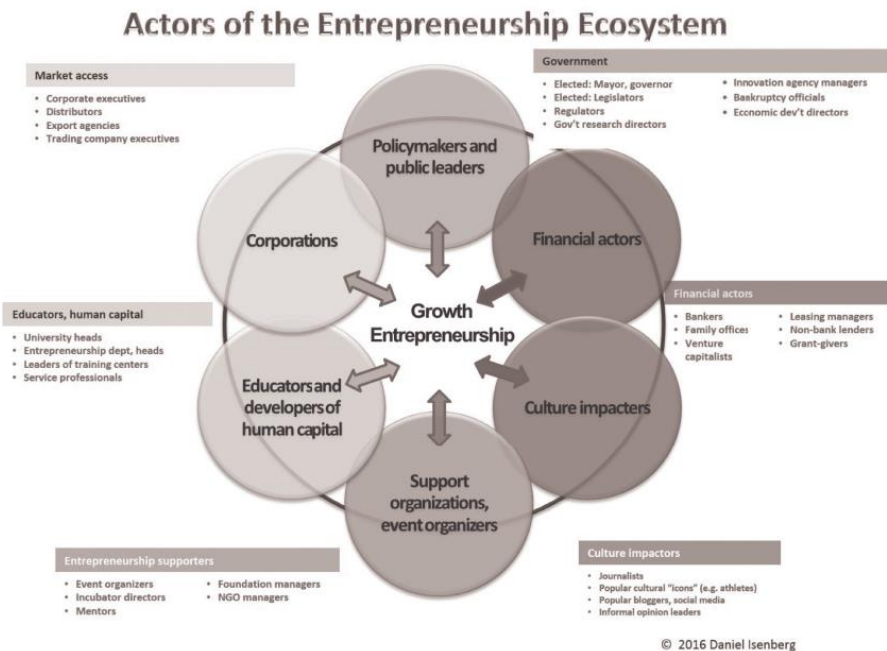 Actors of the Entrepreneurship Ecosystem
Market access
• Corporate executives
• Distributors
• Export agencies
• Trading company executives
Government
• Elected: Mayor, governor
• Elected: Legislators
• Regulators
• Gov't research directors
• Innovation agency managers
• Bankruptcy officials
• Economic dev't directors
Policymakers and
public leaders
Corporations
Financial actors
Growth
Entrepreneurship
Educators, human capital
• University heads
• Entrepreneurship dept, heads
• Leaders of training centers
• Service professionals
Financial actors
• Bankers
• Family offices
• Venture
capitalists
• Leasing managers
• Non-bank lenders
• Grant-givers
Educators and
developers of
human capital
Culture impacters
Support
organizations,
event organizers
Entrepreneurship supporters
• Event organizers
• Incubator directors
• Mentors
• Foundation managers
• NGO managers
Culture impactors
• Journalists
• Popular cultural "icons" (e.g. athletes)
• Popular bloggers, social media
• Informal opinion leaders
© 2016 Daniel Isenberg